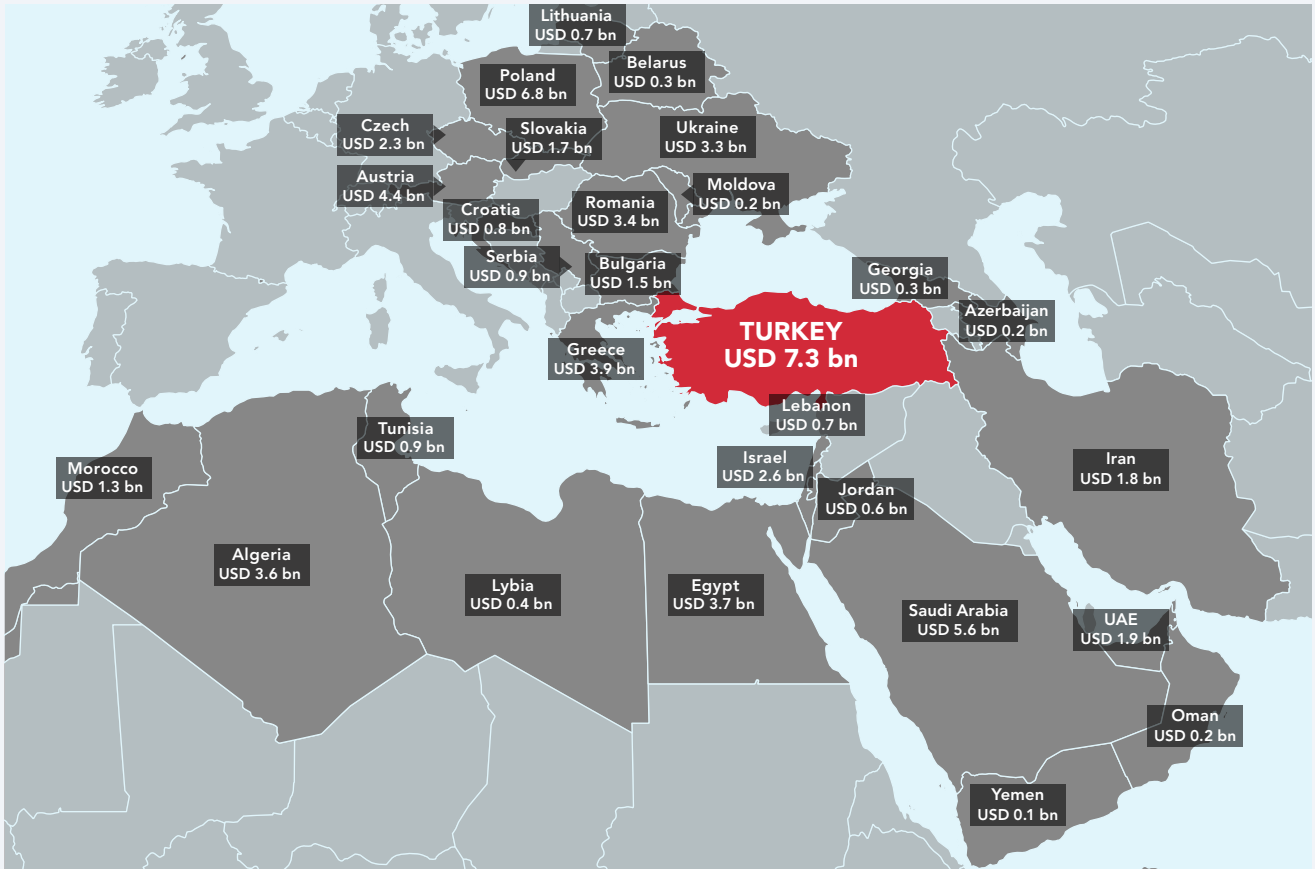 Lithuania
USD 0.7 bn
Belarus
USD 0.3 bn
Poland
USD 6.8 bn
Czech
USD 2.3 bn
Slovakia
USD 1.7 bn
Ukraine
USD 3.3 bn
Austria
USD 4.4 bn
Moldova
USD 0.2 bn
Croatia
USD 0.8 bn
Romania
USD 3.4 bn
Serbia
USD 0.9 bn
Bulgaria
USD 1.5 bn
Georgia
USD 0.3 bn
Azerbaijan
USD 0.2 bn
TURKEY
USD 7.3 bn
Greece
USD 3.9 bn
Lebanon
USD 0.7 bn
Tunisia
USD 0.9 bn
Israel
USD 2.6 bn
Iran
USD 1.8 bn
Morocco
USD 1.3 bn
Jordan
USD 0.6 bn
Algeria
USD 3.6 bn
Lybia
USD 0.4 bn
Egypt
USD 3.7 bn
Saudi Arabia
USD 5.6 bn
UAE
USD 1.9 bn
Oman
USD 0.2 bn
Yemen
USD 0.1 bn